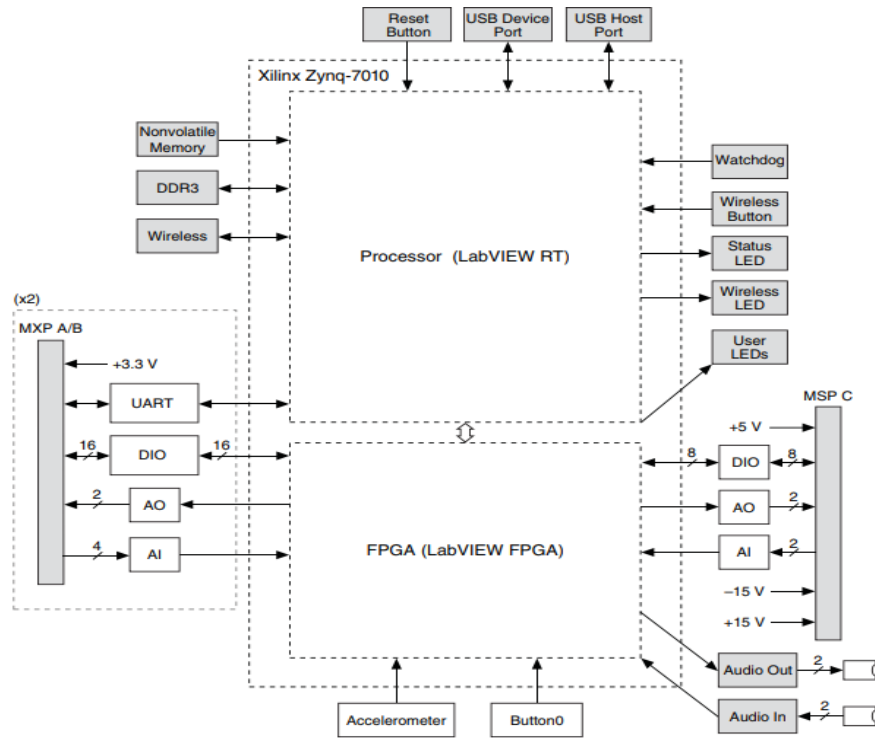 Reset
Button
USB Device
Port
USB Host
Port
Xilinx Zynq-7010
Nonvolatile
Memory
DDR3
Wireless
Processor (LabVIEW RT)
Watchdog
Wireless
Button
Status
LED
Wireless
LED
User
LEDs
(x2)
MXP A/B
+3.3 V
UART
16
DIO
16
2
AO
4
AI
FPGA (LabVIEW FPGA)
MSP C
+5 V
8
DIO
8
AO
2
AI
2
–15 V
+15 V
Audio Out
2
Audio In
2
Accelerometer
Button0